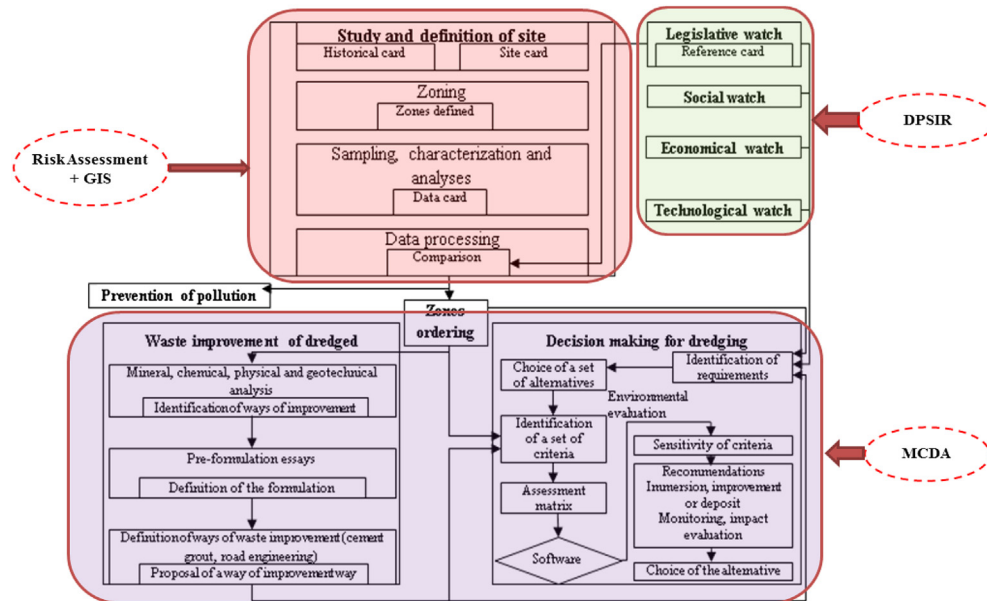 Study and definition of site
Historical card
Site card
Zoning
Zones defined
Sampling, characterization and
analyses
Data card
Data processing
Comparison
Legislative watch
Reference card
Social watch
Economical watch
Technological watch
DPSIR
Risk Assessment
+ GIS
Prevention of pollution
Zones
ordering
Waste improvement of dredged
Mineral, chemical, physical and geotechnical
analysis
Identification of ways of improvement
Pre-formulation essays
Definition of the formulation
Definition of ways of waste improvement (cement
grout, road engineering)
Proposal of a way of improvement way
Decision making for dredging
Identification of
requirements
Choice of a set
of alternatives
Environmental
evaluation
Identification
of a set of
criteria
Assessment
matrix
Software
Sensitivity of criteria
Recommendations
Immersion, improvement
or deposit
Monitoring, impact
evaluation
Choice of the alternative
MCDA